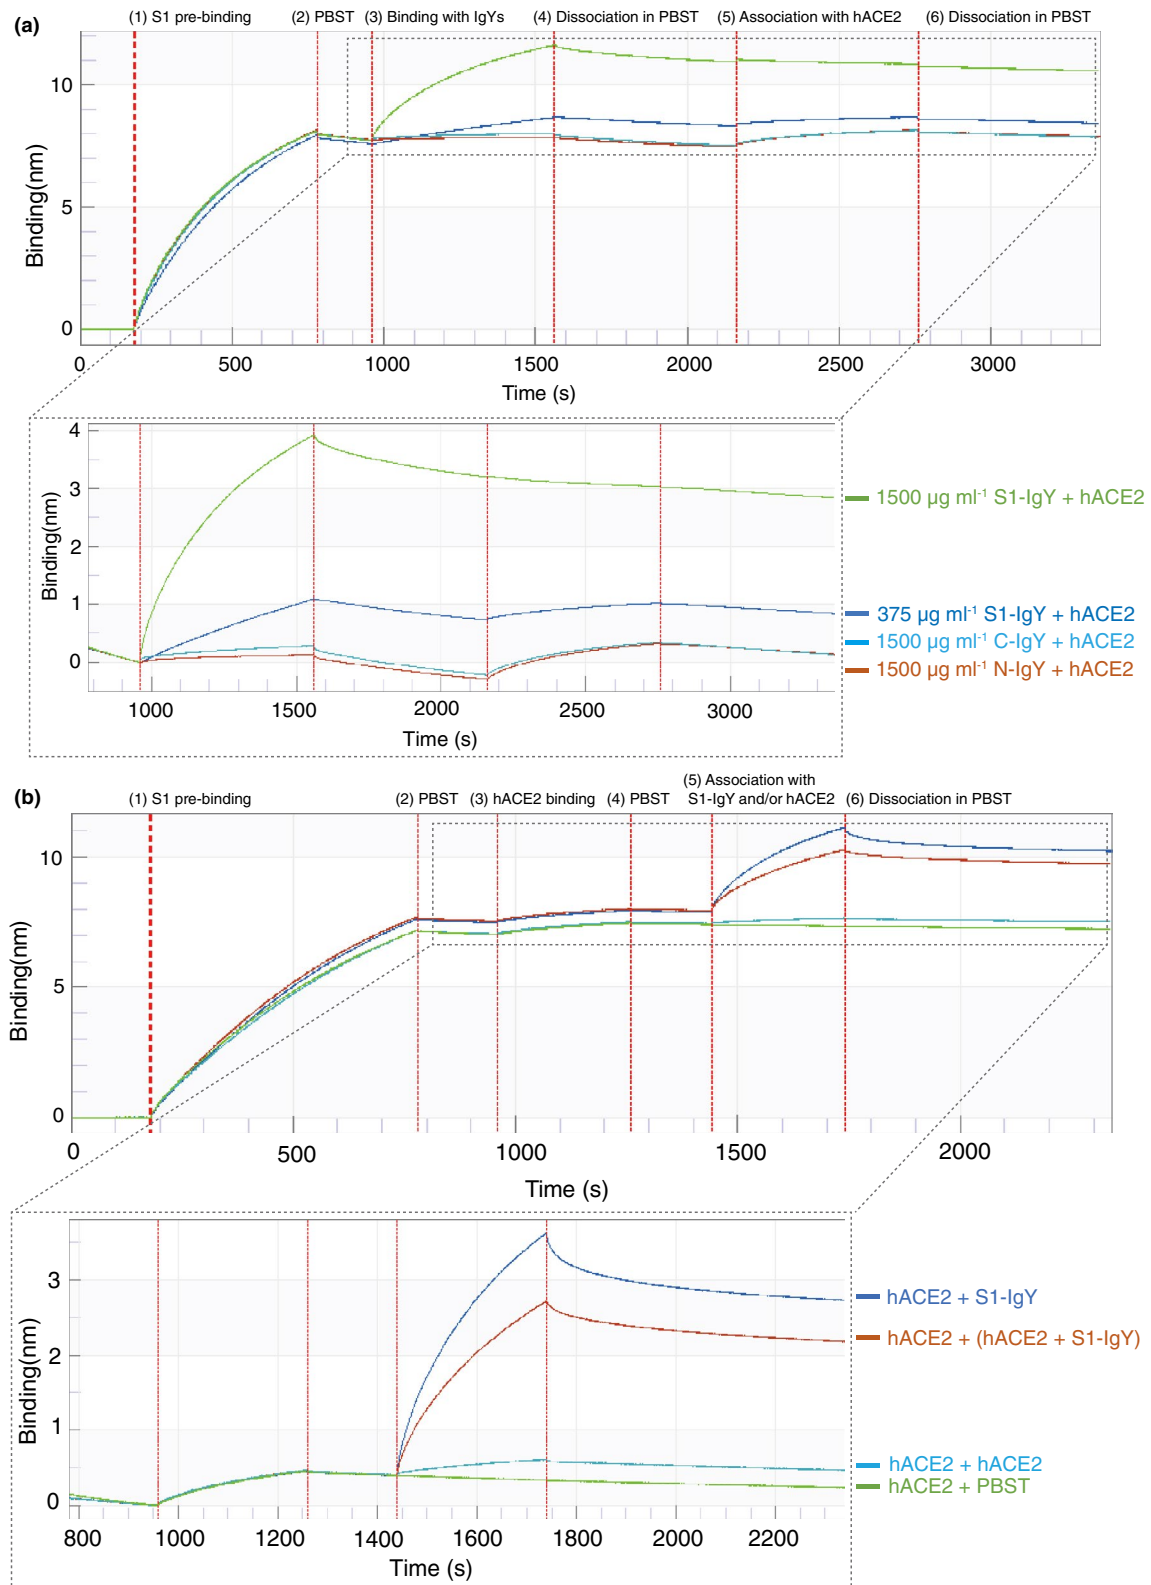 (a)
(1) S1 pre-binding (2) PBST (3) Binding with IgYs (4) Dissociation in PBST (5) Association with hACE2 (6) Dissociation in PBST
Binding(nm)
10
5
0
0 500 1000 1500 2000 2500 3000
Time (s)
Binding(nm)
4
3
2
1
0
1000 1500 2000 2500 3000
Time (s)
1500 µg ml-1 S1-IgY + hACE2
375 µg ml-1 S1-IgY + hACE2
1500 µg ml-1 C-IgY + hACE2
1500 µg ml-1 N-IgY + hACE2
(b)
(1) S1 pre-binding (2) PBST (3) hACE2 binding (4) PBST
(5) Association with
S1-IgY and/or hACE2
(6) Dissociation in PBST
Binding(nm)
10
5
0
0 500 1000 1500 2000
Time (s)
Binding(nm)
3
2
1
0
800 1000 1200 1400 1600 1800 2000 2200
Time (s)
hACE2 + S1-IgY
hACE2 + (hACE2 + S1-IgY)
hACE2 + hACE2
hACE2 + PBST